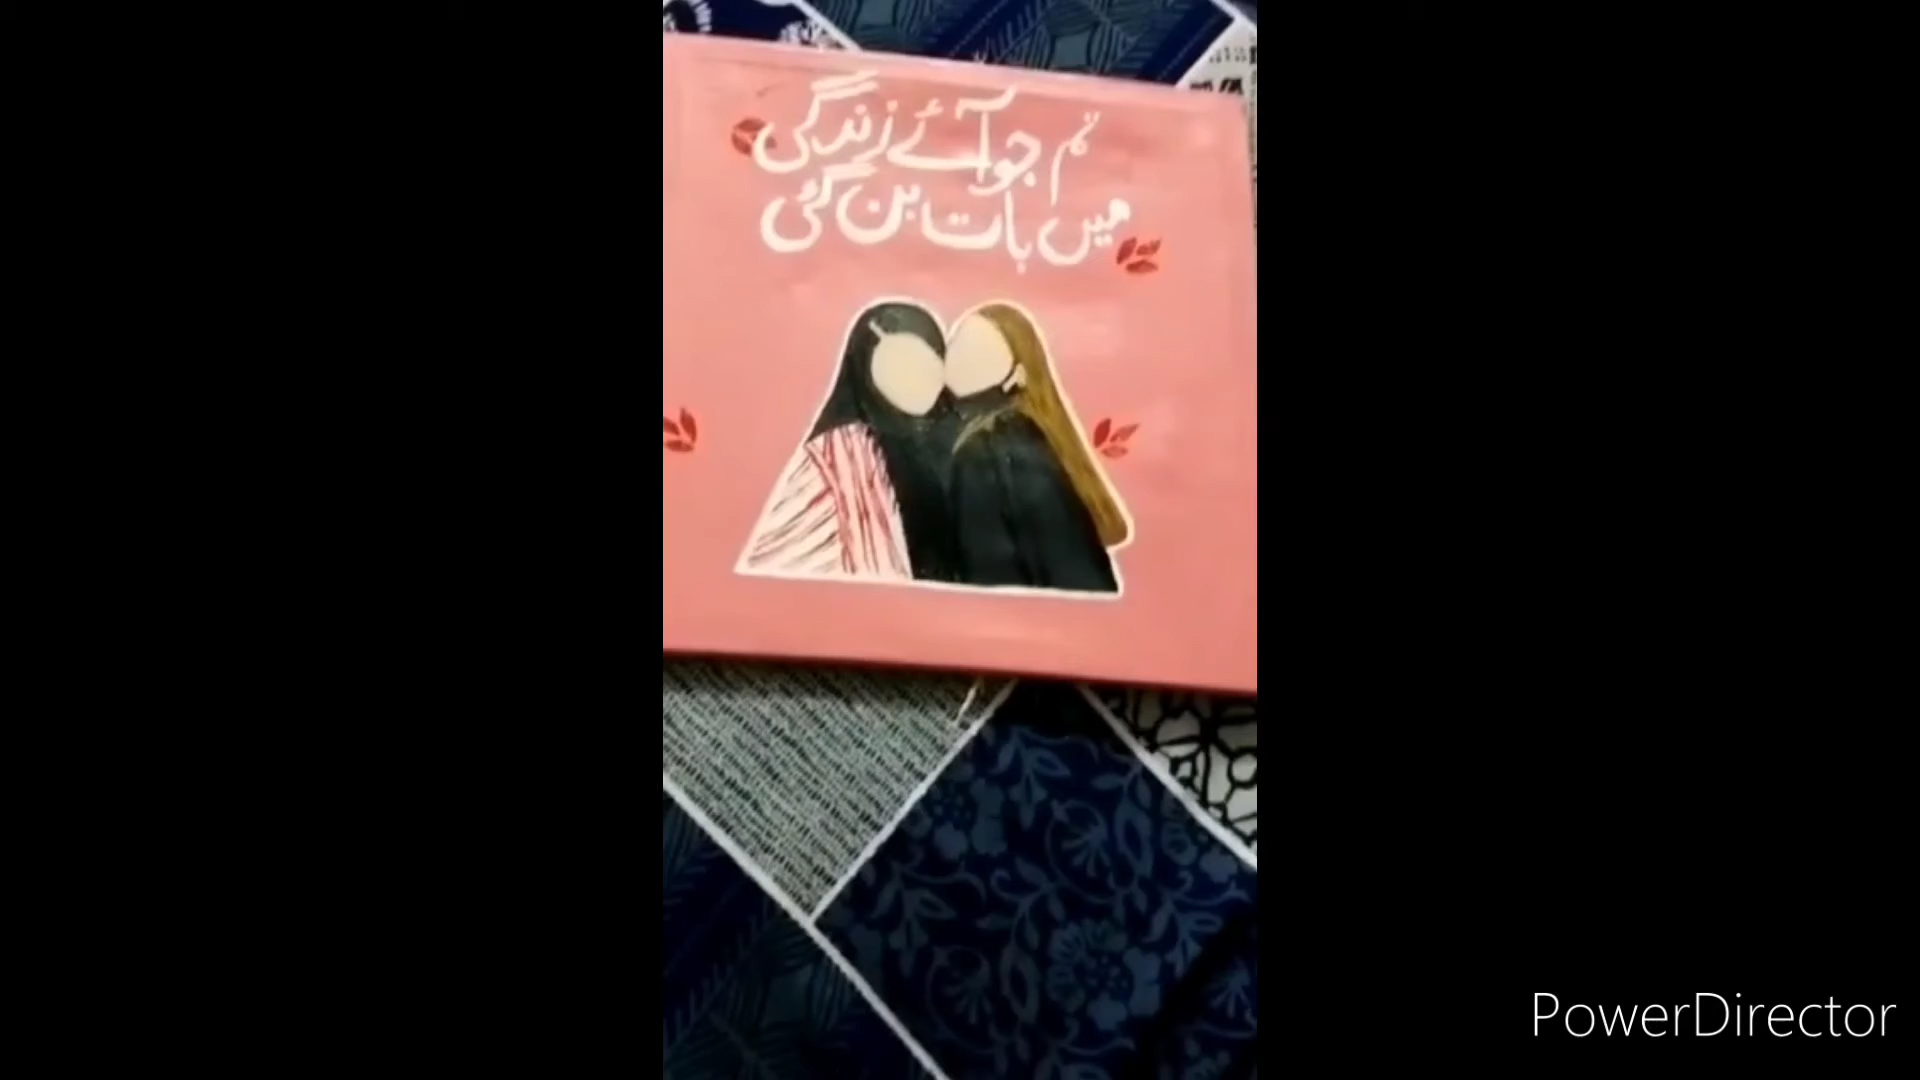 تم جو آئے زندگی
میں بات بن گئی
PowerDirector